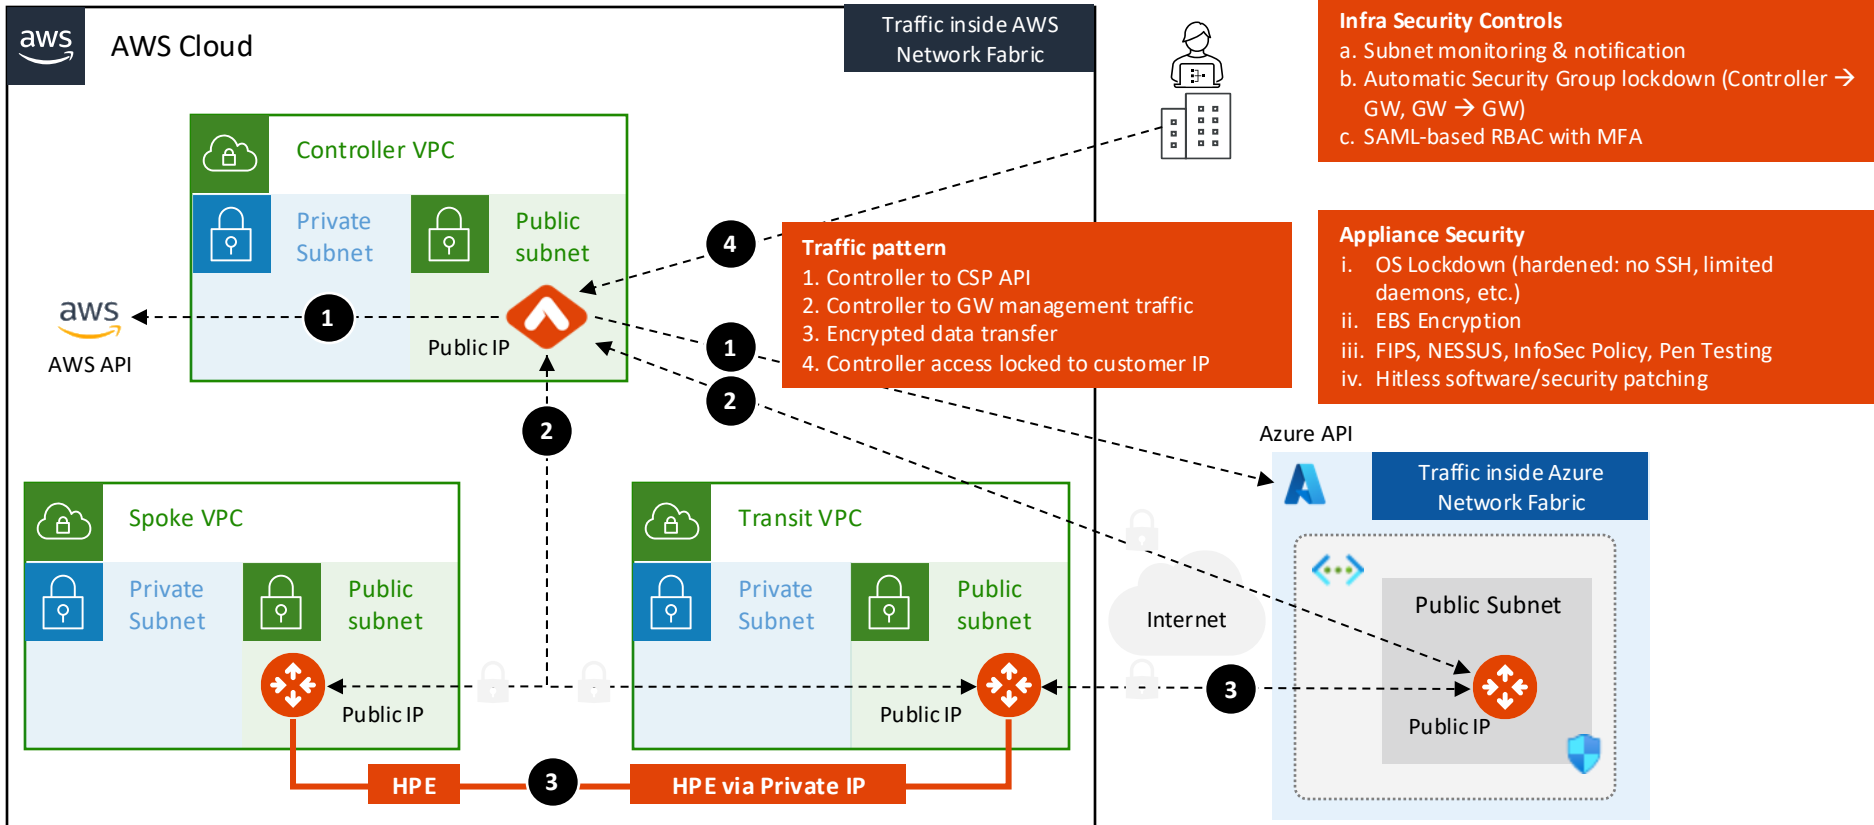 aws
AWS Cloud
Traffic inside AWS
Network Fabric
Infra Security Controls
a. Subnet monitoring & notification
b. Automatic Security Group lockdown (Controller →
GW, GW → GW)
c. SAML-based RBAC with MFA
Controller VPC
Private
Subnet
Public
subnet
4
Traffic pattern
1. Controller to CSP API
2. Controller to GW management traffic
3. Encrypted data transfer
4. Controller access locked to customer IP
Appliance Security
i. OS Lockdown (hardened: no SSH, limited
daemons, etc.)
ii. EBS Encryption
iii. FIPS, NESSUS, InfoSec Policy, Pen Testing
iv. Hitless software/security patching
aws
AWS API
1
Public IP
1
2
2
Azure API
Traffic inside Azure
Network Fabric
Spoke VPC
Private
Subnet
Public
subnet
Public IP
Transit VPC
Private
Subnet
Public
subnet
Public IP
Internet
3
Public Subnet
Public IP
HPE
3
HPE via Private IP